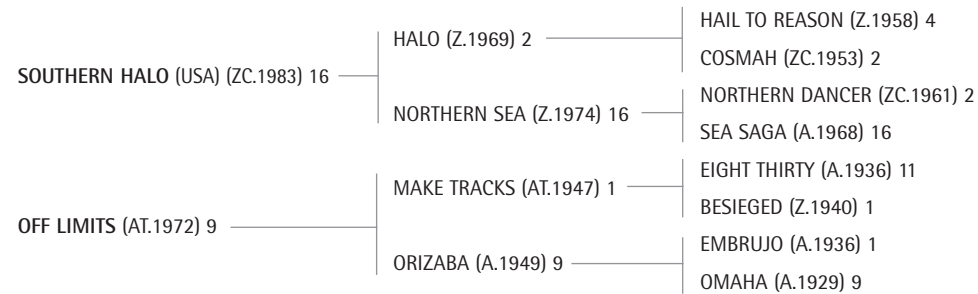 SOUTHERN HALO (USA) (ZC.1983) 16
HALO (Z.1969) 2
HAIL TO REASON (Z.1958) 4
COSMAH (ZC.1953) 2
NORTHERN SEA (Z.1974) 16
NORTHERN DANCER (ZC.1961) 2
SEA SAGA (A.1968) 16
OFF LIMITS (AT.1972) 9
MAKE TRACKS (AT.1947) 1
EIGHT THIRTY (A.1936) 11
BESIEGED (Z.1940) 1
ORIZABA (A.1949) 9
EMBRUJO (A.1936) 1
OMAHA (A.1929) 9